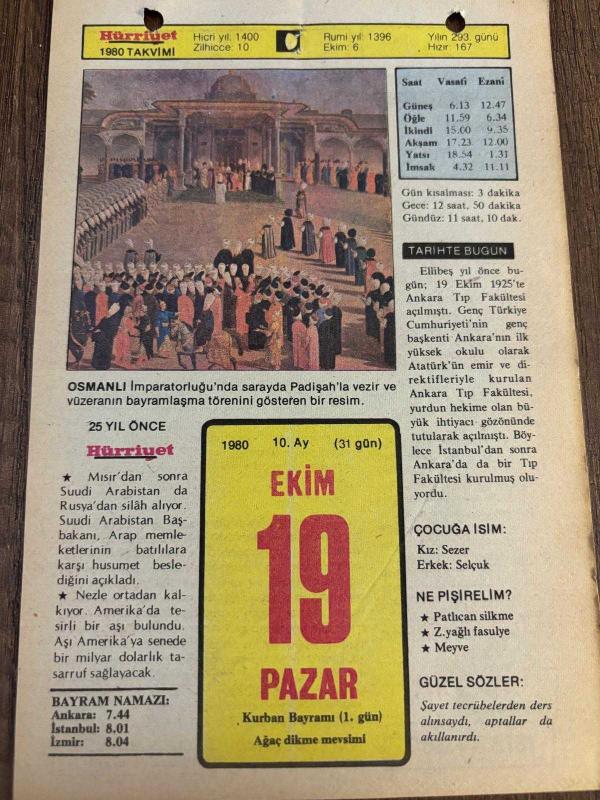 Hürriyet
1980 TAKVİMİ
Hicri yıl: 1400
Zilhicce: 10
Rumi yıl: 1396
Ekim: 6
Yılın 293. günü
Hızır: 167
Saat Vasatî Ezanî
Güneş 6.13 12.47
Öğle 11.59 6.34
İkindi 15.00 9.35
Akşam 17.23 12.00
Yatsı 18.54 1.31
İmsak 4.32 11.11
Gün kısalması: 3 dakika
Gece: 12 saat, 50 dakika
Gündüz: 11 saat, 10 dak.
OSMANLI İmparatorluğu'nda sarayda Padişah'la vezir ve
vüzeranın bayramlaşma törenini gösteren bir resim.
TARİHTE BUGÜN
Ellibeş yıl önce bu-
gün; 19 Ekim 1925'te
Ankara Tıp Fakültesi
açılmıştı. Genç Türkiye
Cumhuriyeti'nin genç
başkenti Ankara'nın ilk
yüksek okulu olarak
Atatürk'ün emir ve di-
rektifleriyle kurulan
Ankara Tıp Fakültesi,
yurdun hekime olan bü-
yük ihtiyacı gözönünde
tutularak açılmıştı. Böy-
lece İstanbul'dan sonra
Ankara'da da bir Tıp
Fakültesi kurulmuş olu-
yordu.
25 YIL ÖNCE
Hürriyet
★ Mısır'dan sonra
Suudi Arabistan da
Rusya'dan silâh alıyor.
Suudi Arabistan Baş-
bakanı, Arap memle-
ketlerinin batılılara
karşı husumet besle-
diğini açıkladı.
★ Nezle ortadan kal-
kıyor. Amerika'da te-
sirli bir aşı bulundu.
Aşı Amerika'ya senede
bir milyar dolarlık ta-
sarruf sağlayacak.
BAYRAM NAMAZI:
Ankara: 7.44
İstanbul: 8.01
İzmir: 8.04
1980 10. Ay (31 gün)
EKİM
19
PAZAR
Kurban Bayramı (1. gün)
Ağaç dikme mevsimi
ÇOCUĞA İSİM:
Kız: Sezer
Erkek: Selçuk
NE PİŞİRELİM?
★ Patlıcan silkme
★ Z.yağlı fasulye
★ Meyve
GÜZEL SÖZLER:
Şayet tecrübelerden ders
alınsaydı, aptallar da
akıllanırdı.